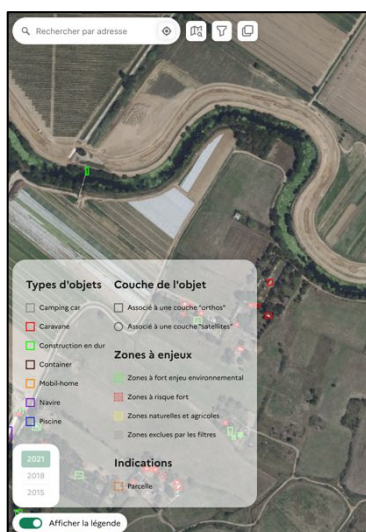 Rechercher par adresse
Types d'objets
Camping car
Caravane
Construction en dur
Container
Mobil-home
Navire
Piscine
Couche de l'objet
Associé à une couche "orthos"
Associé à une couche "satellites"
Zones à enjeux
Zones à fort enjeu environnemental
Zones à risque fort
Zones naturelles et agricoles
Zones exclues par les filtres
Indications
Parcelle
2021
2018
2015
Afficher la légende